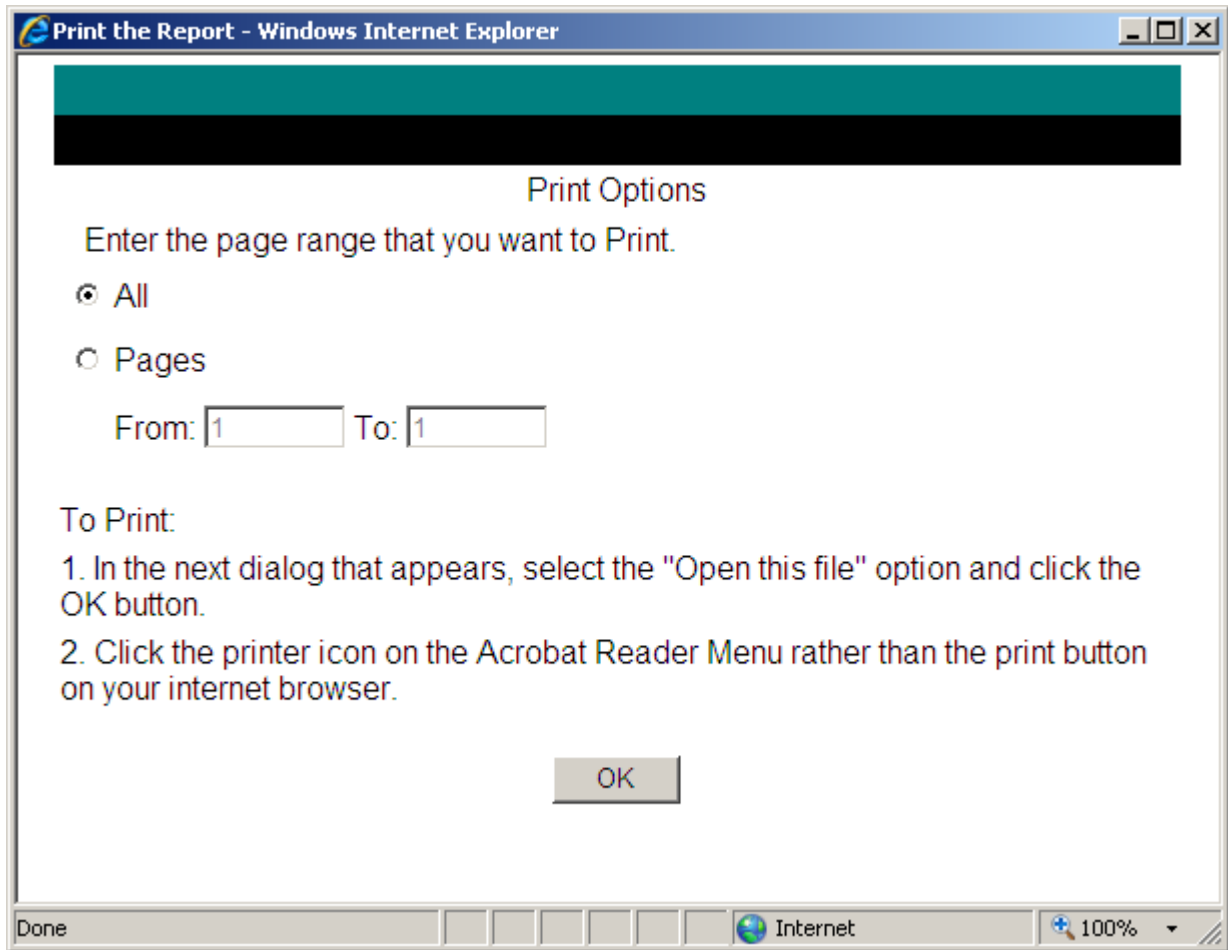 Print the Report - Windows Internet Explorer
Print Options
Enter the page range that you want to Print.
All
Pages
From: 1 To: 1
To Print:
1. In the next dialog that appears, select the "Open this file" option and click the
OK button.
2. Click the printer icon on the Acrobat Reader Menu rather than the print button
on your internet browser.
OK
Done Internet 100%